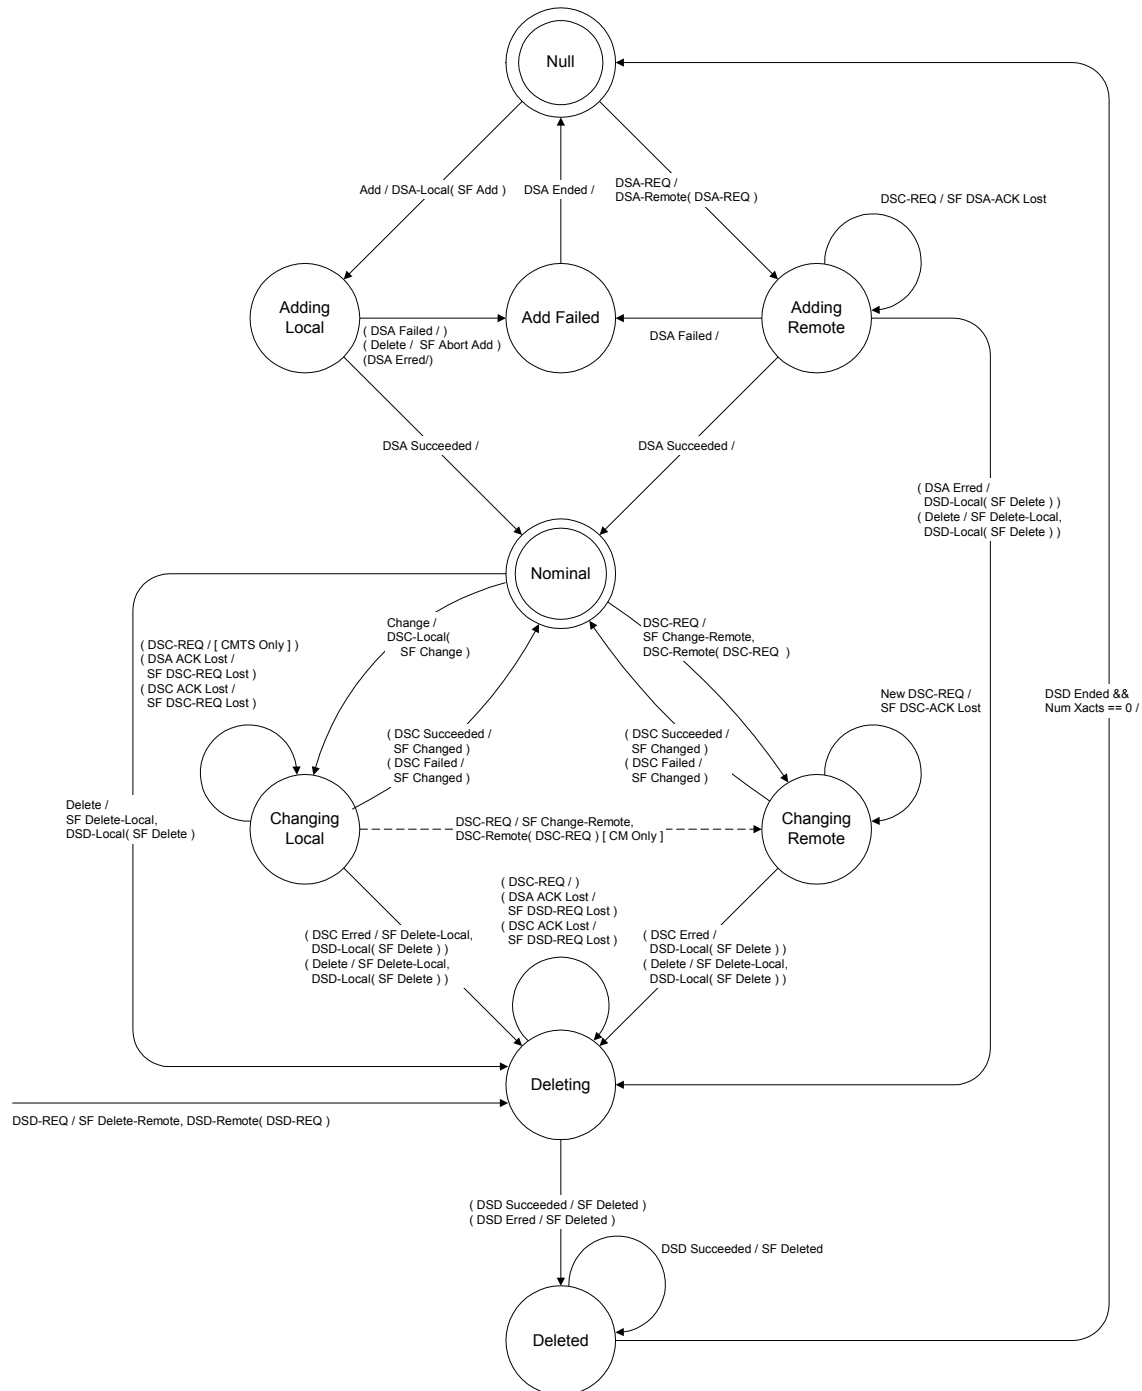 Null
Add / DSA-Local( SF Add )
DSA Ended /
DSA-REQ /
DSA-Remote( DSA-REQ )
DSC-REQ / SF DSA-ACK Lost
Adding
Local
Add Failed
Adding
Remote
( DSA Failed / )
( Delete /  SF Abort Add )
(DSA Erred/)
DSA Failed /
DSA Succeeded /
DSA Succeeded /
( DSA Erred /
DSD-Local( SF Delete ) )
( Delete / SF Delete-Local,
DSD-Local( SF Delete ) )
Nominal
Change /
DSC-Local(
SF Change )
DSC-REQ /
SF Change-Remote,
DSC-Remote( DSC-REQ  )
( DSC-REQ / [ CMTS Only ] )
( DSA ACK Lost /
SF DSC-REQ Lost )
( DSC ACK Lost /
SF DSC-REQ Lost )
New DSC-REQ /
SF DSC-ACK Lost
DSD Ended &&
Num Xacts == 0 /
( DSC Succeeded /
SF Changed )
( DSC Failed /
SF Changed )
( DSC Succeeded /
SF Changed )
( DSC Failed /
SF Changed )
Delete /
SF Delete-Local,
DSD-Local( SF Delete )
Changing
Local
DSC-REQ / SF Change-Remote,
DSC-Remote( DSC-REQ ) [ CM Only ]
Changing
Remote
( DSC-REQ / )
( DSA ACK Lost /
SF DSD-REQ Lost )
( DSC ACK Lost /
SF DSD-REQ Lost )
( DSC Erred / SF Delete-Local,
DSD-Local( SF Delete ) )
( Delete / SF Delete-Local,
DSD-Local( SF Delete ) )
( DSC Erred /
DSD-Local( SF Delete ) )
( Delete / SF Delete-Local,
DSD-Local( SF Delete ) )
Deleting
DSD-REQ / SF Delete-Remote, DSD-Remote( DSD-REQ )
( DSD Succeeded / SF Deleted )
( DSD Erred / SF Deleted )
DSD Succeeded / SF Deleted
Deleted